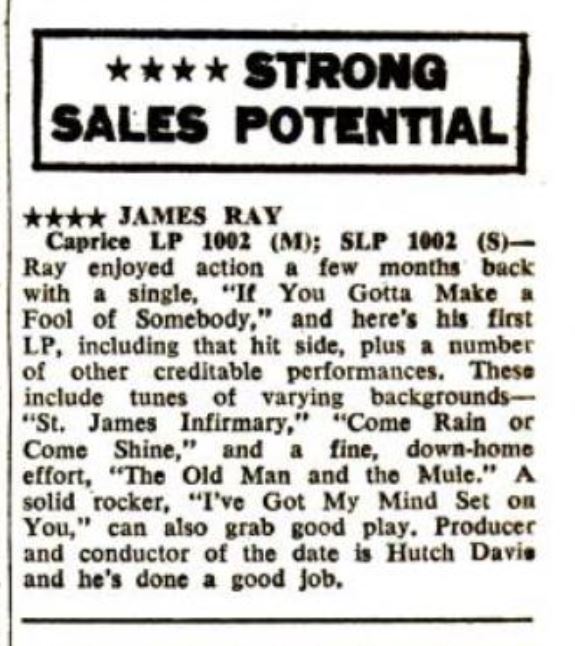 ★★★★ STRONG
SALES POTENTIAL
★★★★ JAMES RAY
Caprice LP 1002 (M); SLP 1002 (S)—
Ray enjoyed action a few months back
with a single, "If You Gotta Make a
Fool of Somebody," and here's his first
LP, including that hit side, plus a number
of other creditable performances. These
include tunes of varying backgrounds—
"St. James Infirmary," "Come Rain or
Come Shine," and a fine, down-home
effort, "The Old Man and the Mule." A
solid rocker, "I've Got My Mind Set on
You," can also grab good play. Producer
and conductor of the date is Hutch Davie
and he's done a good job.